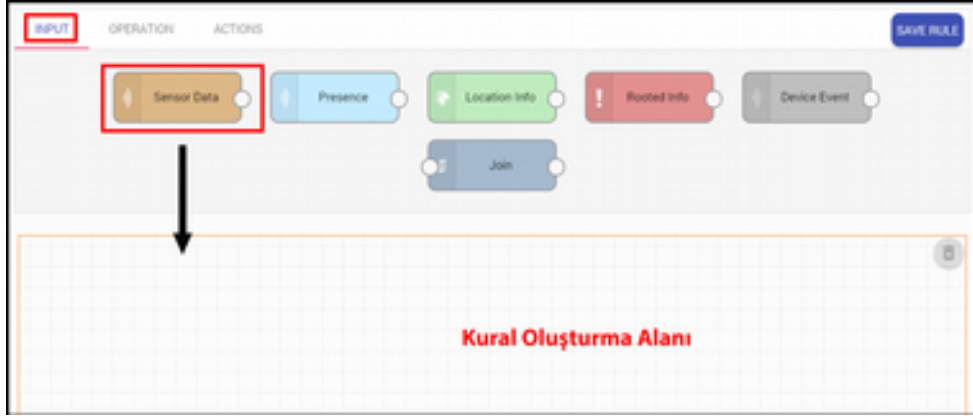 INPUT OPERATION ACTIONS SAVE RULE
Sensor Data Presence Location Info Rooted Info Device Event
Join
Kural Oluşturma Alanı